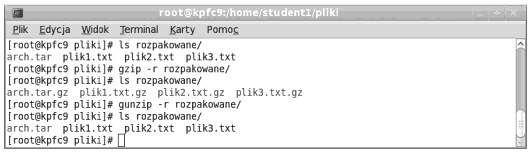 root@kpfc9:/home/student1/pliki
Plik Edycja Widok Terminal Karty Pomoc
[root@kpfc9 pliki]# ls rozpakowane/
arch.tar plik1.txt plik2.txt plik3.txt
[root@kpfc9 pliki]# gzip -r rozpakowane/
[root@kpfc9 pliki]# ls rozpakowane/
arch.tar.gz plik1.txt.gz plik2.txt.gz plik3.txt.gz
[root@kpfc9 pliki]# gunzip -r rozpakowane/
[root@kpfc9 pliki]# ls rozpakowane/
arch.tar plik1.txt plik2.txt plik3.txt
[root@kpfc9 pliki]#